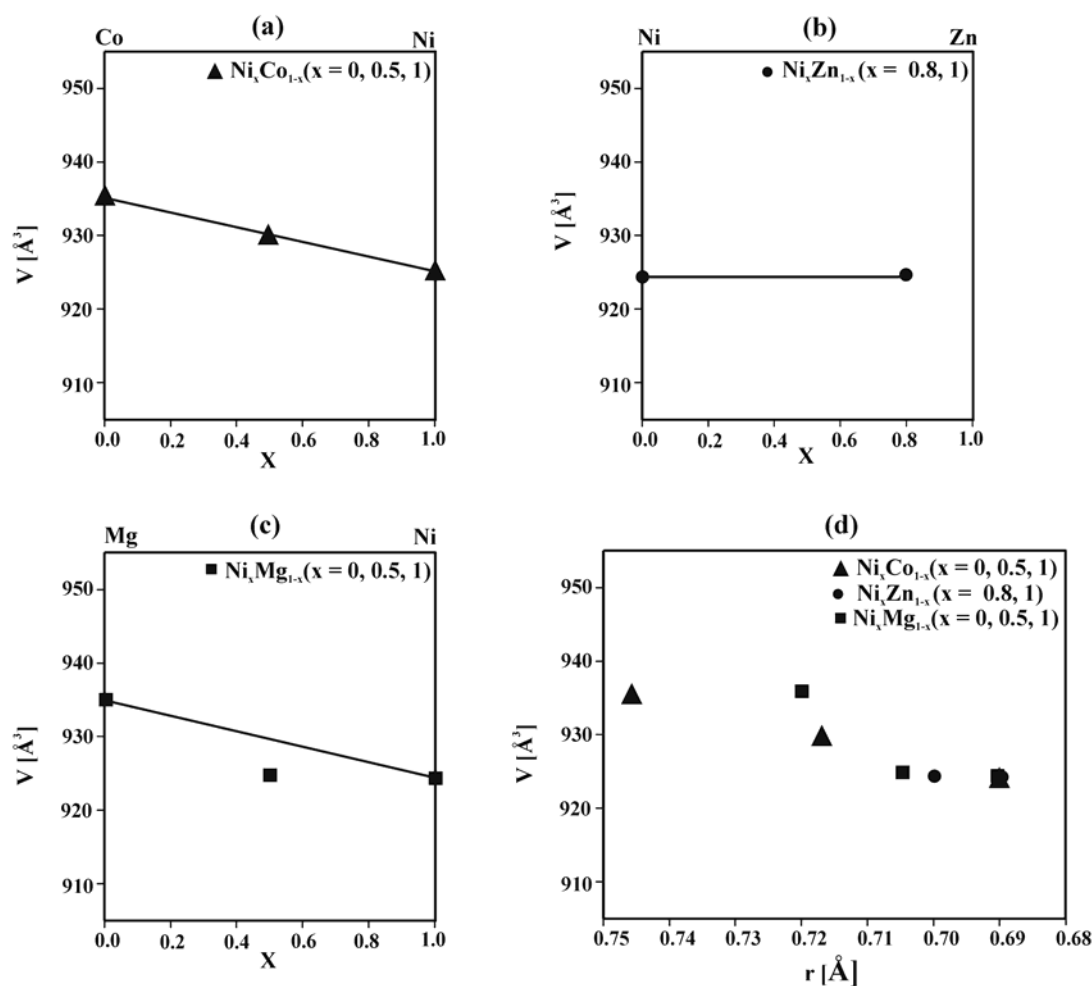 (a)
Co Ni
▲ NiₓCo₁₋ₓ(x = 0, 0.5, 1)
950
940
930
920
910
V [Å³]
0.0 0.2 0.4 0.6 0.8 1.0
X
(b)
Ni Zn
● NiₓZn₁₋ₓ(x = 0.8, 1)
950
940
930
920
910
V [Å³]
0.0 0.2 0.4 0.6 0.8 1.0
X
(c)
Mg Ni
■ NiₓMg₁₋ₓ(x = 0, 0.5, 1)
950
940
930
920
910
V [Å³]
0.0 0.2 0.4 0.6 0.8 1.0
X
(d)
▲ NiₓCo₁₋ₓ(x = 0, 0.5, 1)
● NiₓZn₁₋ₓ(x = 0.8, 1)
■ NiₓMg₁₋ₓ(x = 0, 0.5, 1)
950
940
930
920
910
V [Å³]
0.75 0.74 0.73 0.72 0.71 0.70 0.69 0.68
r [Å]